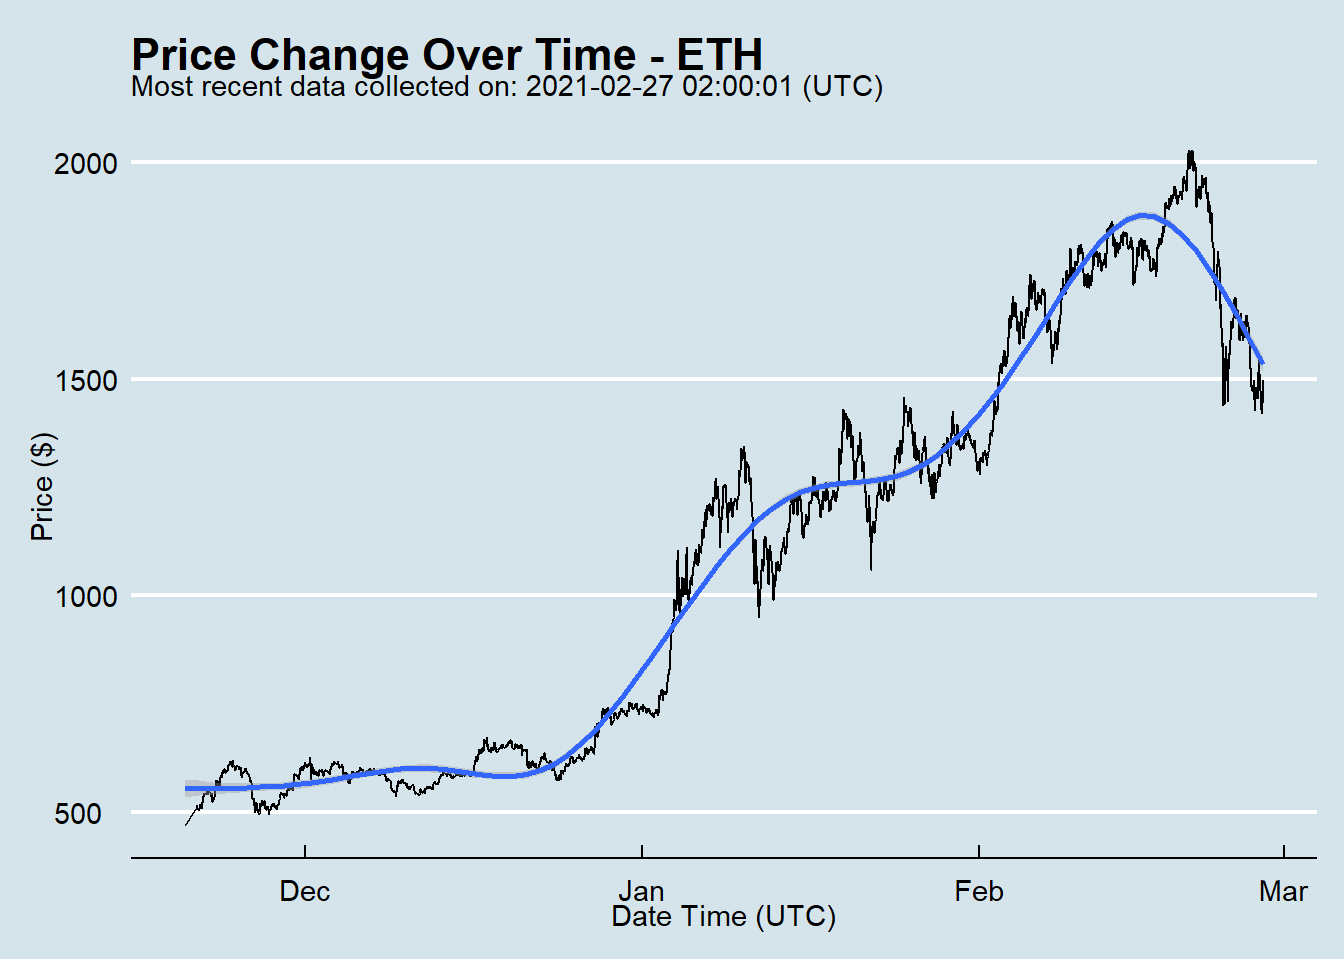 Price Change Over Time - ETH
Most recent data collected on: 2021-02-27 02:00:01 (UTC)
2000
1500
1000
500
Price ($)
Dec
Jan
Feb
Mar
Date Time (UTC)